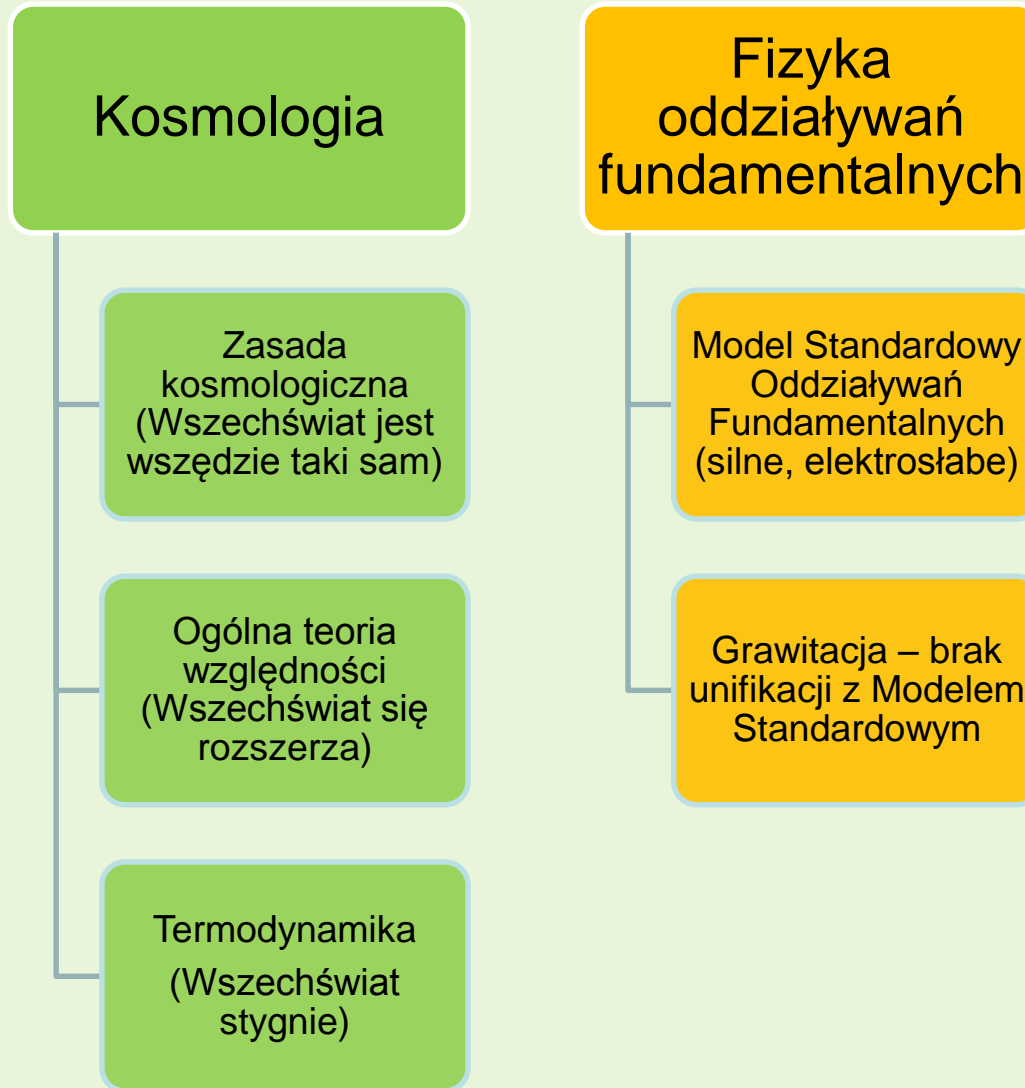 Kosmologia
Zasada
kosmologiczna
(Wszechświat jest
wszędzie taki sam)
Ogólna teoria
względności
(Wszechświat się
rozszerza)
Termodynamika
(Wszechświat
stygnie)
Fizyka
oddziaływań
fundamentalnych
Model Standardowy
Oddziaływań
Fundamentalnych
(silne, elektrosłabe)
Grawitacja – brak
unifikacji z Modelem
Standardowym